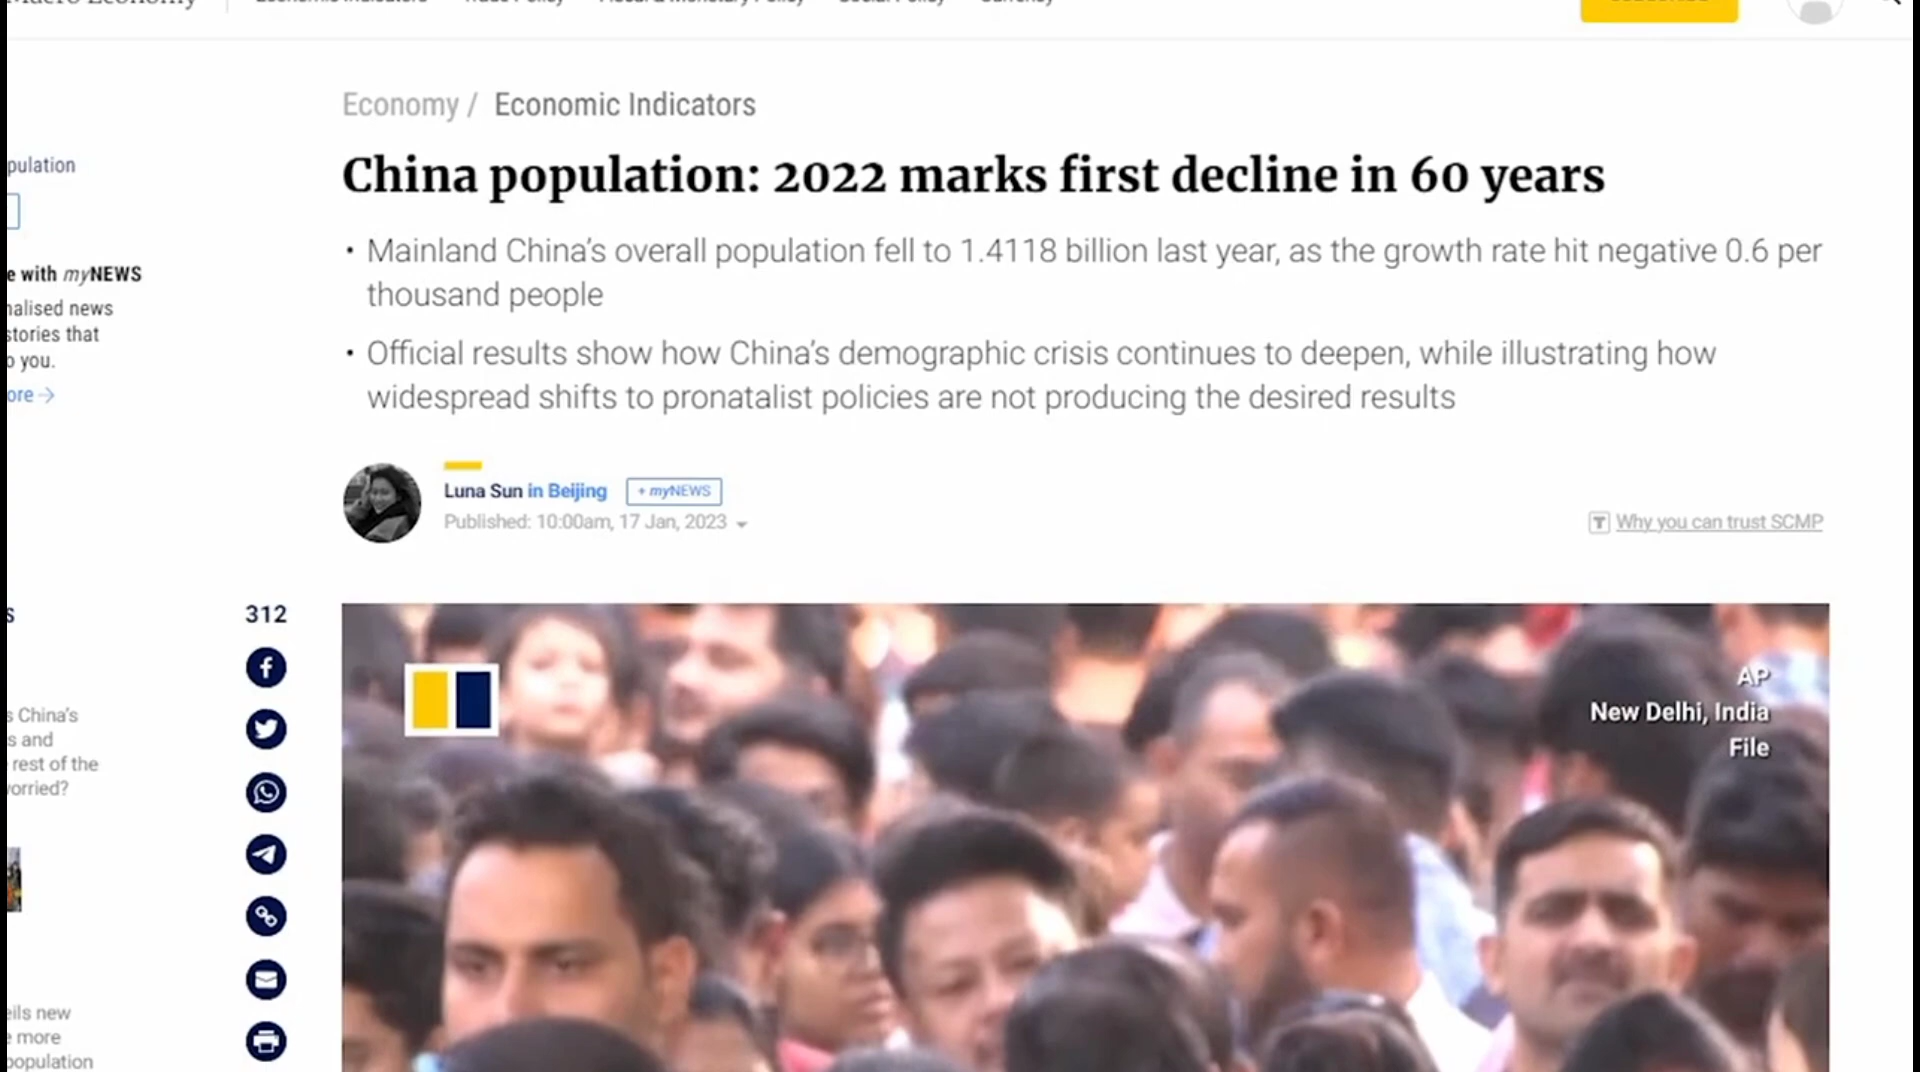 Economy / Economic Indicators
China population: 2022 marks first decline in 60 years
• Mainland China's overall population fell to 1.4118 billion last year, as the growth rate hit negative 0.6 per
thousand people
• Official results show how China's demographic crisis continues to deepen, while illustrating how
widespread shifts to pronatalist policies are not producing the desired results
Luna Sun in Beijing + myNEWS
Published: 10:00am, 17 Jan, 2023
Why you can trust SCMP
pulation
e with myNEWS
nalised news
stories that
o you.
ore →
s
312
s China's
s and
rest of the
orried?
eils new
e more
population
AP
New Delhi, India
File